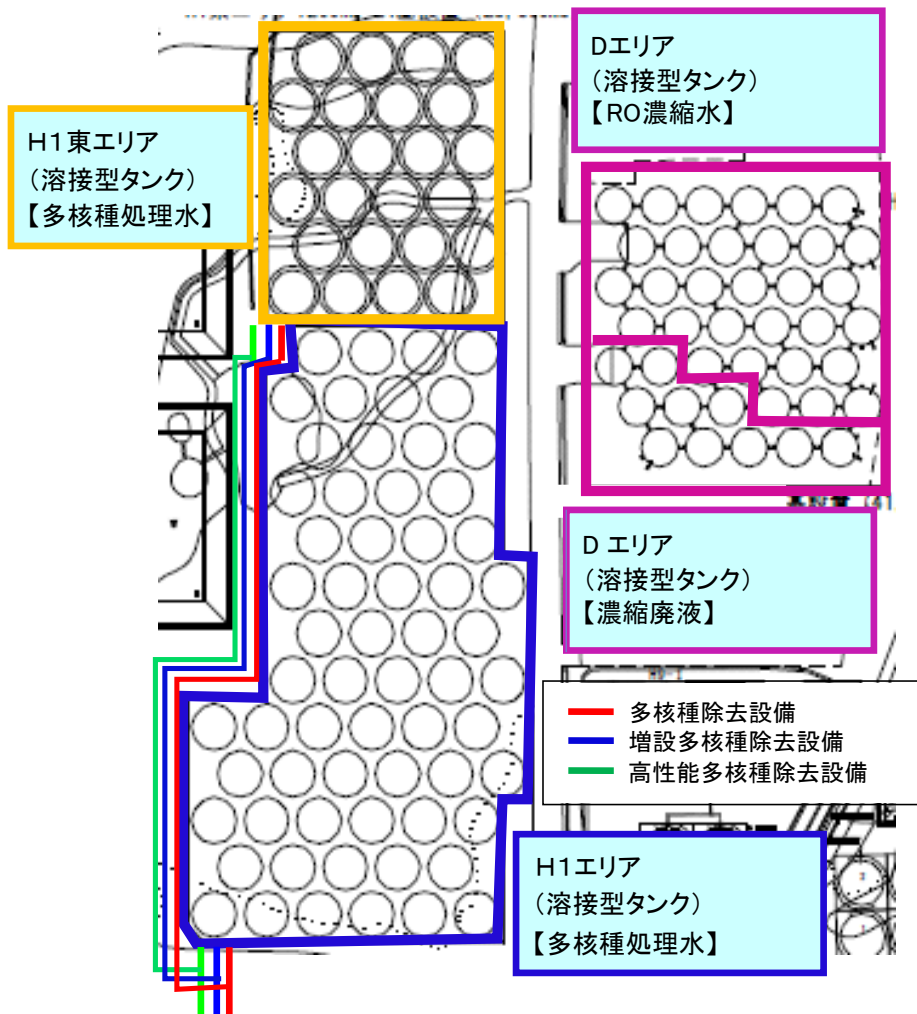 Dエリア
(溶接型タンク)
【RO濃縮水】
H1東エリア
(溶接型タンク)
【多核種処理水】
D エリア
(溶接型タンク)
【濃縮廃液】
多核種除去設備
増設多核種除去設備
高性能多核種除去設備
H1エリア
(溶接型タンク)
【多核種処理水】